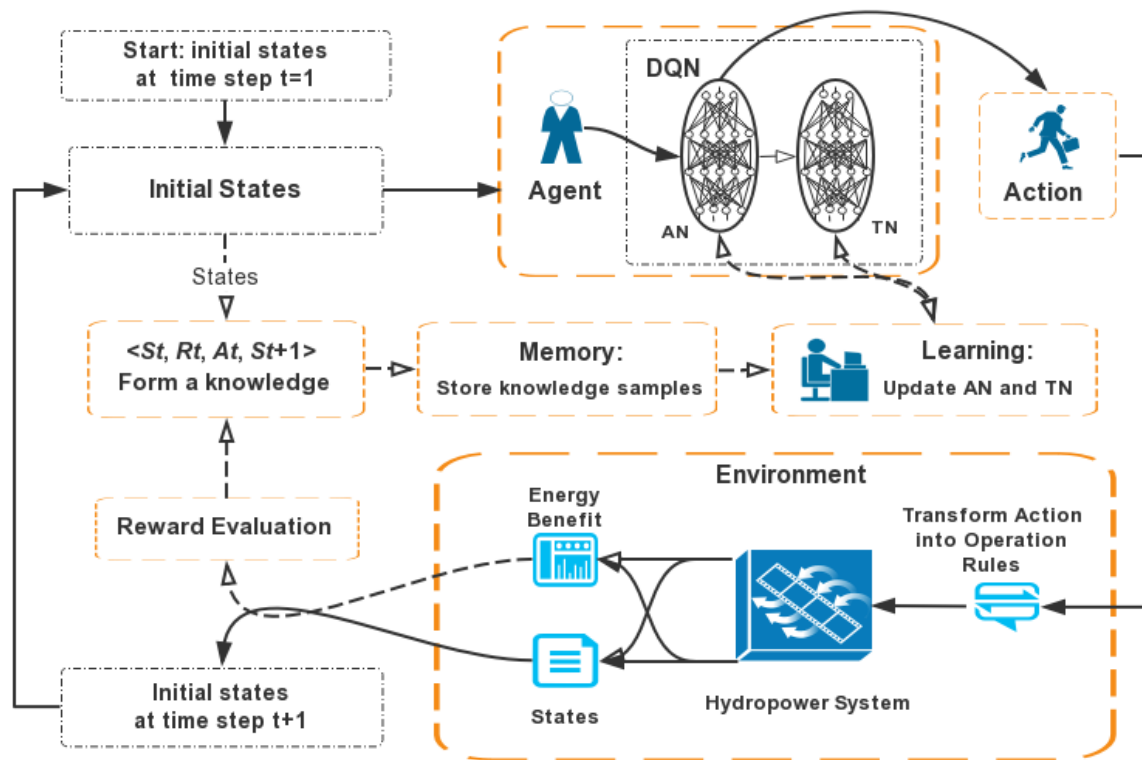 Start: initial states
at time step t=1
Initial States
States
<St, Rt, At, St+1>
Form a knowledge
Reward Evaluation
Initial states
at time step t+1
Agent
DQN
AN
TN
Action
Memory:
Store knowledge samples
Learning:
Update AN and TN
Environment
Energy
Benefit
States
Hydropower System
Transform Action
into Operation
Rules